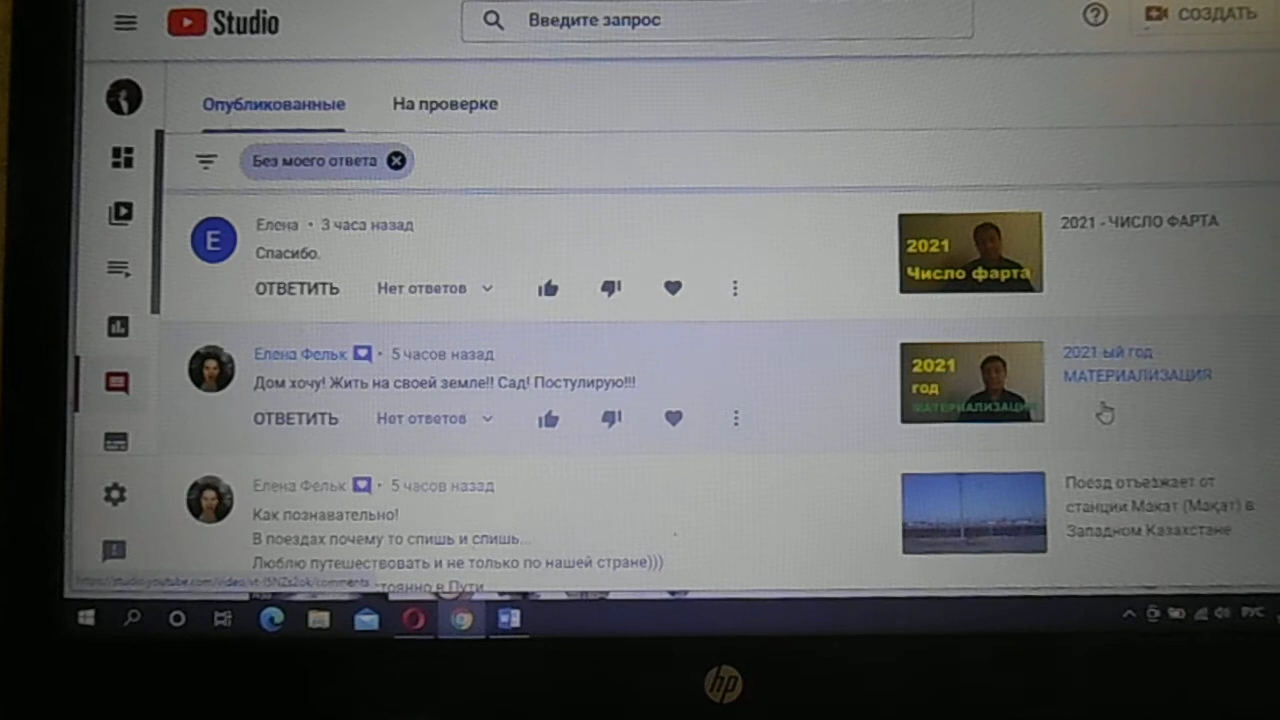 Studio
Введите запрос
СОЗДАТЬ
Опубликованные
На проверке
Без моего ответа
E
Елена • 3 часа назад
Спасибо.
ОТВЕТИТЬ
Нет ответов
2021
Число фарта
2021 - ЧИСЛО ФАРТА
Елена Фельк • 5 часов назад
Дом хочу! Жить на своей земле!! Сад! Постулирую!!!
ОТВЕТИТЬ
Нет ответов
2021
год
МАТЕРИАЛИЗАЦИЯ
2021-ый год
МАТЕРИАЛИЗАЦИЯ
Елена Фельк • 5 часов назад
Как познавательно!
В поездах почему то спишь и спишь...
Люблю путешествовать и не только по нашей стране)))
Поезд отъезжает от
станции Макат (Мақат) в
Западном Казахстане
в Пути
РУС
hp